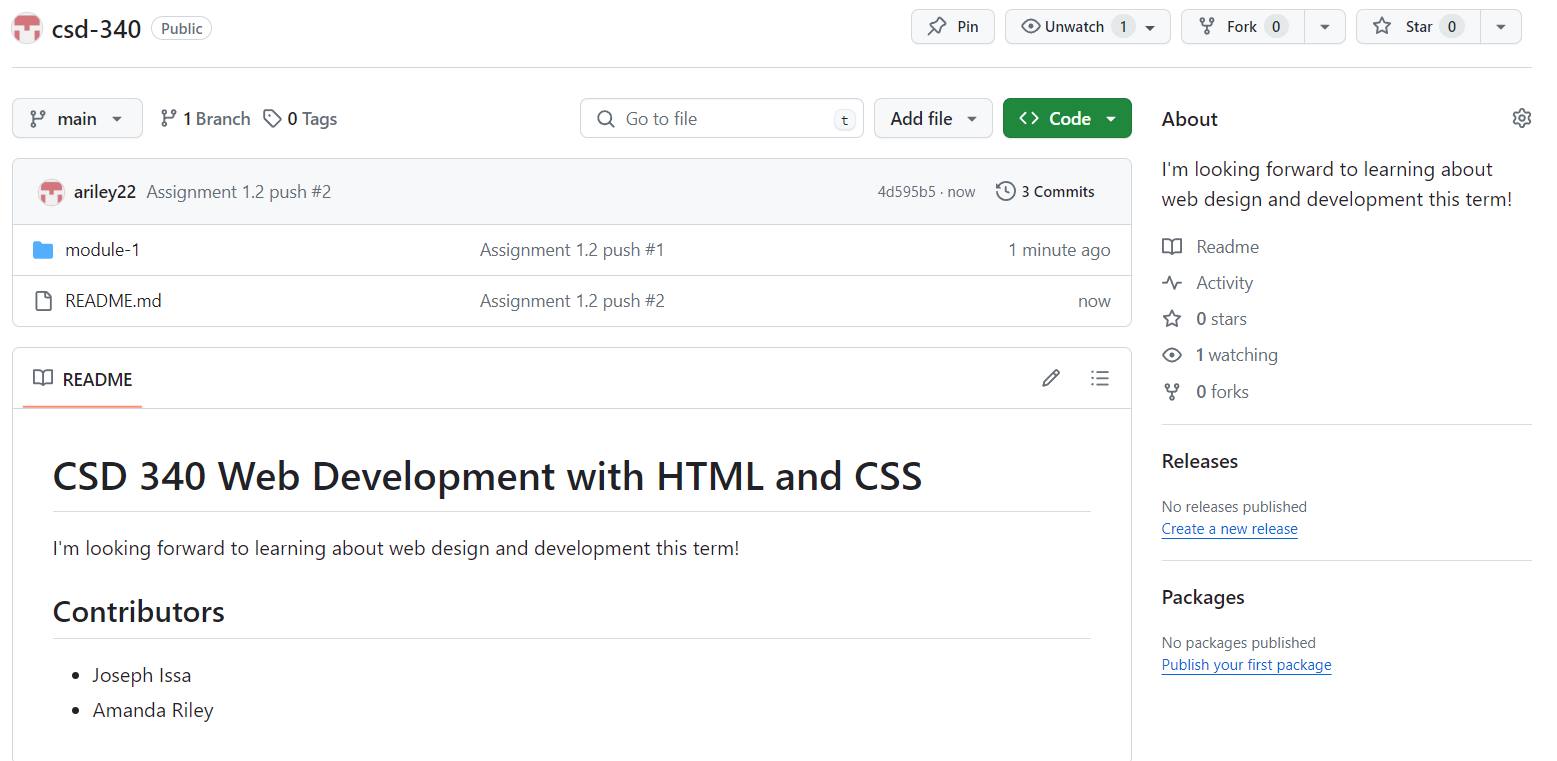 csd-340 Public Pin Unwatch 1 Fork 0 Star 0
main 1 Branch 0 Tags Go to file t Add file Code
ariley22 Assignment 1.2 push #2 4d595b5 · now 3 Commits
module-1 Assignment 1.2 push #1 1 minute ago
README.md Assignment 1.2 push #2 now
README
CSD 340 Web Development with HTML and CSS
I'm looking forward to learning about web design and development this term!
Contributors
• Joseph Issa
• Amanda Riley
About
I'm looking forward to learning about
web design and development this term!
Readme
Activity
0 stars
1 watching
0 forks
Releases
No releases published
Create a new release
Packages
No packages published
Publish your first package